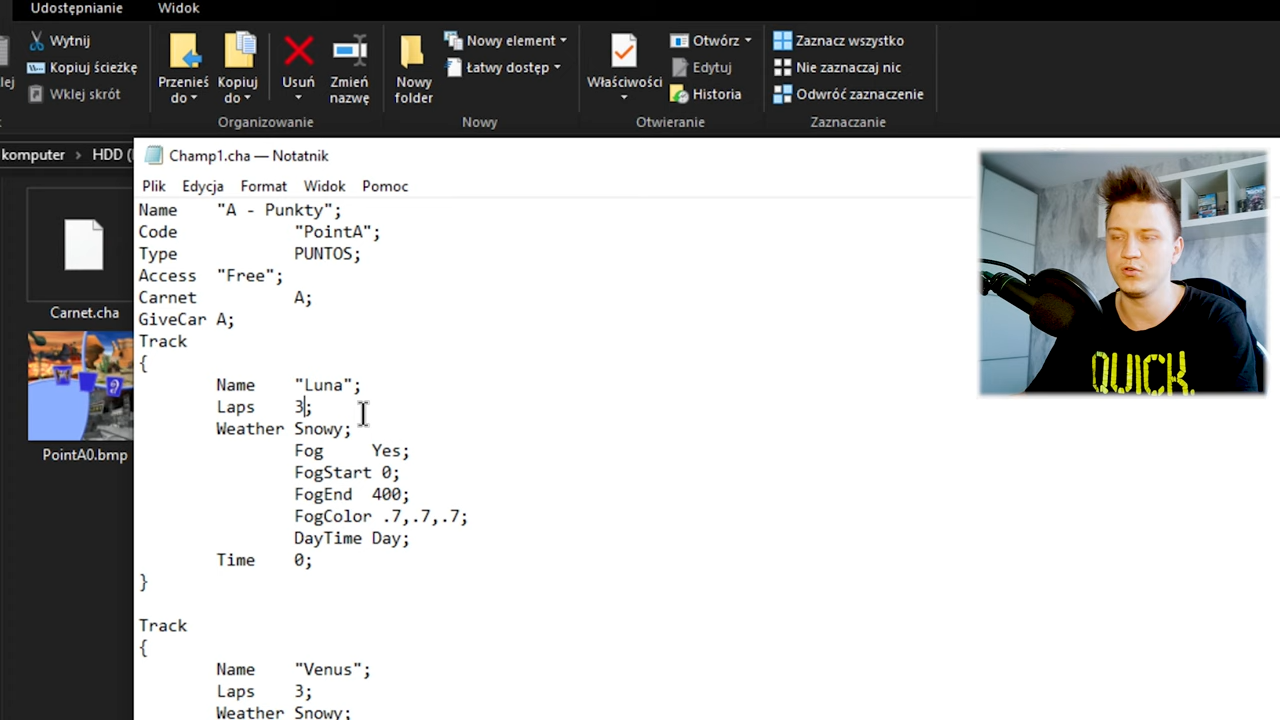 Udostępnianie Widok
Wytnij
Kopiuj ścieżkę
Wklej skrót
Przenieś do
Kopiuj do
Usuń
Zmień nazwę
Organizowanie
Nowy folder
Nowy element
Łatwy dostęp
Nowy
Właściwości
Otwórz
Edytuj
Historia
Otwieranie
Zaznacz wszystko
Nie zaznaczaj nic
Odwróć zaznaczenie
Zaznaczanie
komputer > HDD (
Carnet.cha
PointA0.bmp
Champ1.cha — Notatnik
Plik Edycja Format Widok Pomoc
Name "A - Punkty";
Code "PointA";
Type PUNTOS;
Access "Free";
Carnet A;
GiveCar A;
Track
{
Name "Luna";
Laps 3;
Weather Snowy;
Fog Yes;
FogStart 0;
FogEnd 400;
FogColor .7,.7,.7;
DayTime Day;
Time 0;
}
Track
{
Name "Venus";
Laps 3;
Weather Snowy;
QUICK